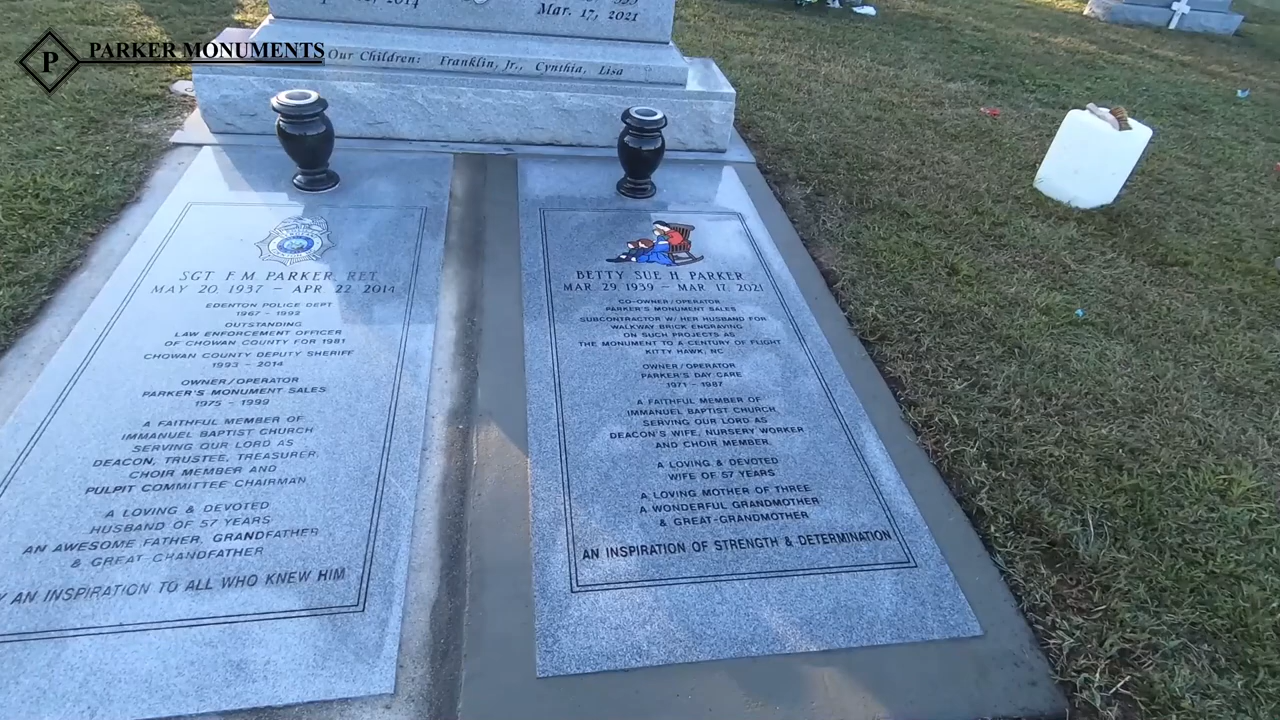 P PARKER MONUMENTS
2014
Mar. 17, 2021
Our Children: Franklin, Jr., Cynthia, Lisa
SGT. F.M. PARKER, RET.
MAY 20, 1937 – APR. 22, 2014
EDENTON POLICE DEPT
1967 – 1993
OUTSTANDING
LAW ENFORCEMENT OFFICER
OF CHOWAN COUNTY FOR 1981
CHOWAN COUNTY DEPUTY SHERIFF
1993 – 2014
OWNER/OPERATOR
PARKER'S MONUMENT SALES
1975 – 1999
A FAITHFUL MEMBER OF
IMMANUEL BAPTIST CHURCH
SERVING OUR LORD AS
DEACON, TRUSTEE, TREASURER,
CHOIR MEMBER AND
PULPIT COMMITTEE CHAIRMAN
A LOVING & DEVOTED
HUSBAND OF 57 YEARS
AN AWESOME FATHER, GRANDFATHER
& GREAT-GRANDFATHER
AN INSPIRATION TO ALL WHO KNEW HIM
BETTY SUE H. PARKER
MAR. 29, 1939 – MAR. 17, 2021
CO-OWNER/OPERATOR
PARKER'S MONUMENT SALES
SUBCONTRACTOR W/ HER HUSBAND FOR
WALKWAY BRICK ENGRAVING
ON SUCH PROJECTS AS
THE MONUMENT TO A CENTURY OF FLIGHT
KITTY HAWK, NC
OWNER/OPERATOR
PARKER'S DAY CARE
1971 – 1987
A FAITHFUL MEMBER OF
IMMANUEL BAPTIST CHURCH
SERVING OUR LORD AS
DEACON'S WIFE, NURSERY WORKER
AND CHOIR MEMBER.
A LOVING & DEVOTED
WIFE OF 57 YEARS
A LOVING MOTHER OF THREE
A WONDERFUL GRANDMOTHER
& GREAT-GRANDMOTHER
AN INSPIRATION OF STRENGTH & DETERMINATION